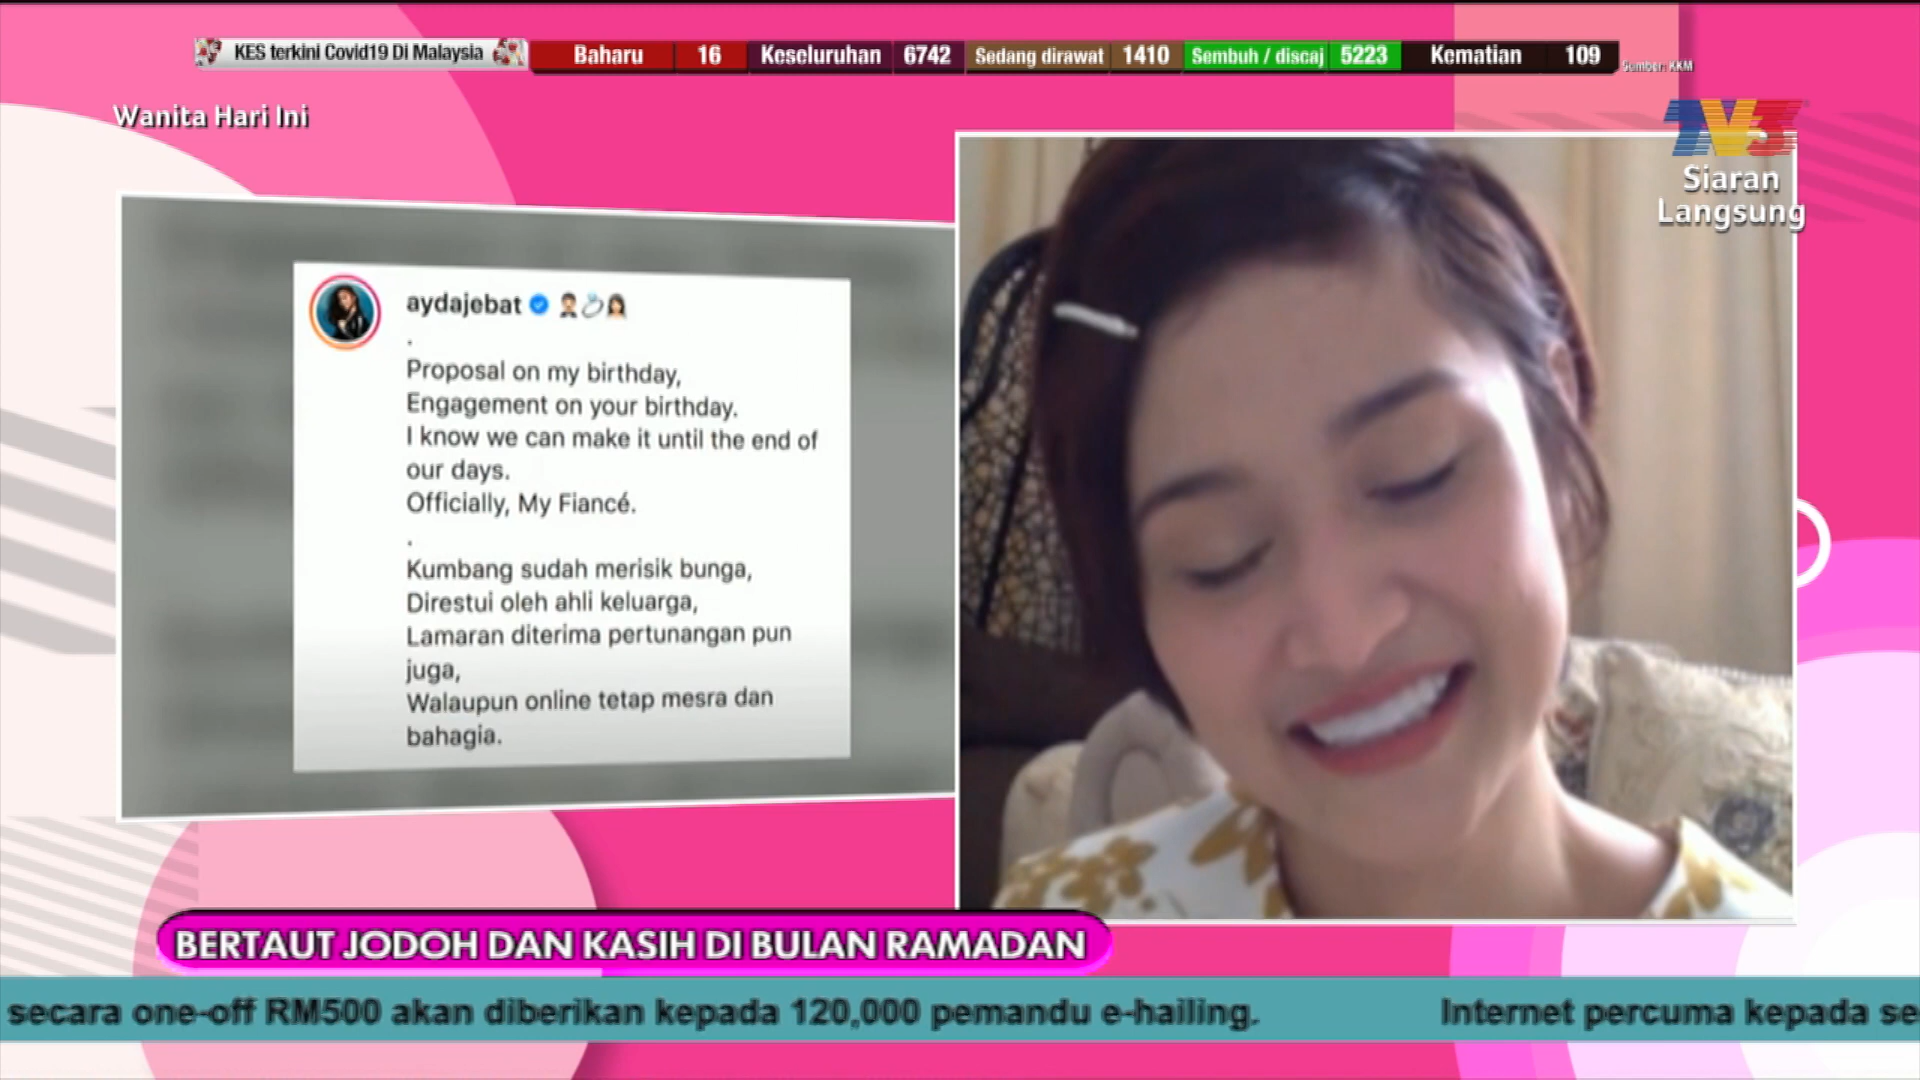 KES terkini Covid19 Di Malaysia Baharu 16 Keseluruhan 6742 Sedang dirawat 1410 Sembuh / discaj 5223 Kematian 109
Sumber: KKM
Wanita Hari Ini
TV3
Siaran
Langsung
aydajebat
.
Proposal on my birthday,
Engagement on your birthday.
I know we can make it until the end of
our days.
Officially, My Fiancé.
.
Kumbang sudah merisik bunga,
Direstui oleh ahli keluarga,
Lamaran diterima pertunangan pun
juga,
Walaupun online tetap mesra dan
bahagia.
BERTAUT JODOH DAN KASIH DI BULAN RAMADAN
secara one-off RM500 akan diberikan kepada 120,000 pemandu e-hailing. Internet percuma kepada se